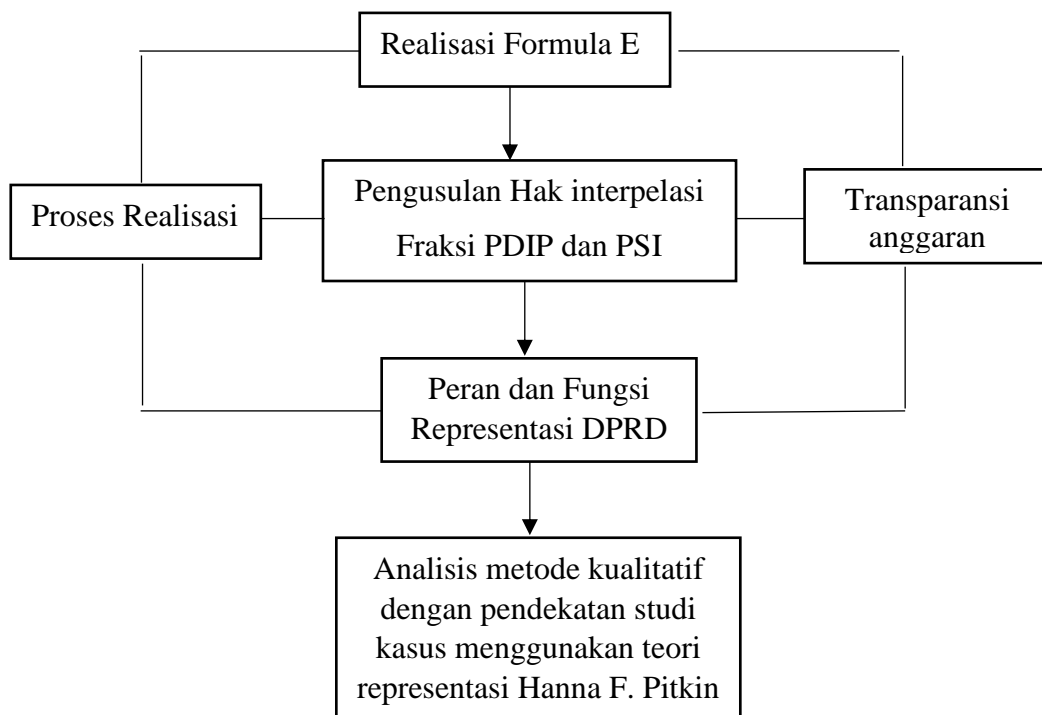 Realisasi Formula E
Pengusulan Hak interpelasi
Fraksi PDIP dan PSI
Proses Realisasi
Transparansi
anggaran
Peran dan Fungsi
Representasi DPRD
Analisis metode kualitatif
dengan pendekatan studi
kasus menggunakan teori
representasi Hanna F. Pitkin